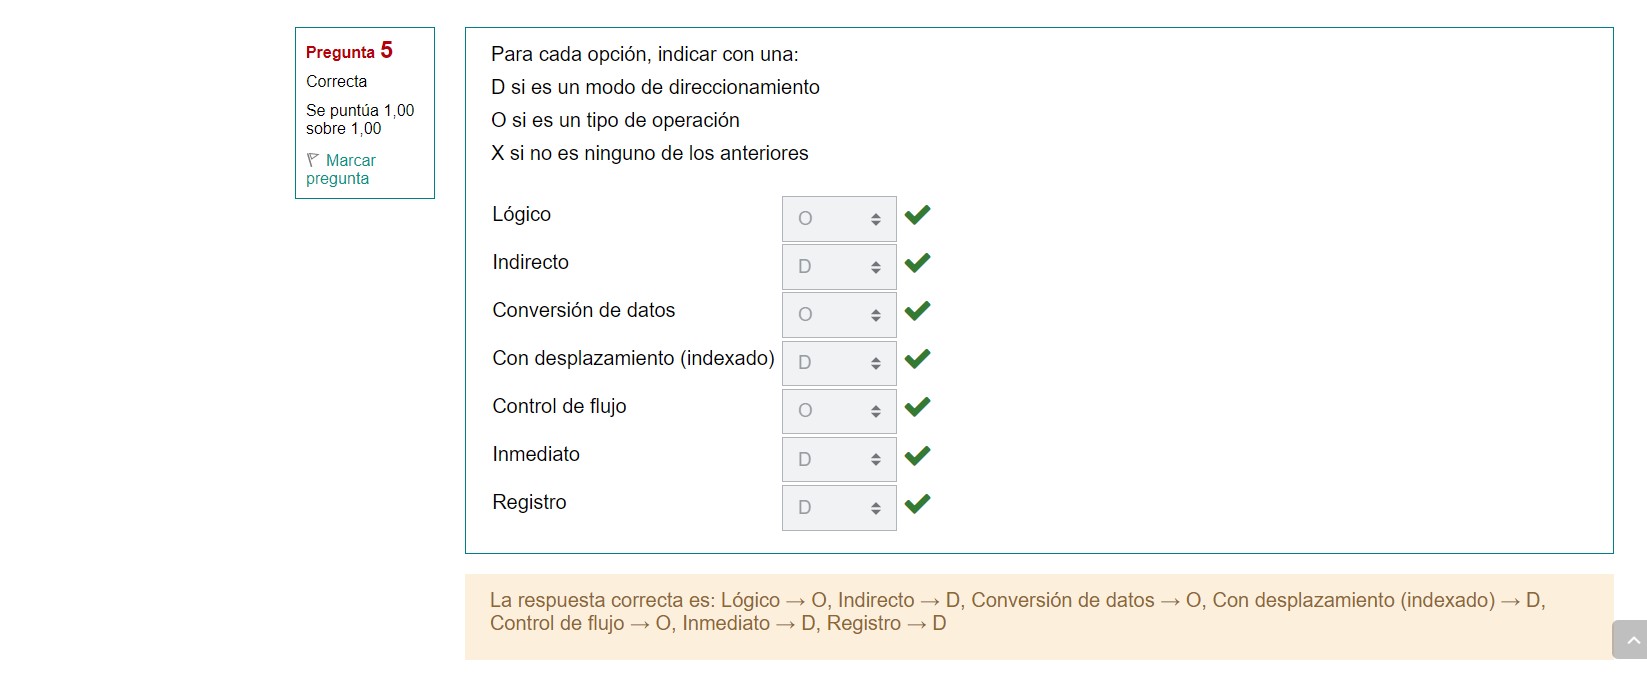 Pregunta 5
Correcta
Se puntúa 1,00
sobre 1,00
Marcar
pregunta
Para cada opción, indicar con una:
D si es un modo de direccionamiento
O si es un tipo de operación
X si no es ninguno de los anteriores
Lógico O
Indirecto D
Conversión de datos O
Con desplazamiento (indexado) D
Control de flujo O
Inmediato D
Registro D
La respuesta correcta es: Lógico → O, Indirecto → D, Conversión de datos → O, Con desplazamiento (indexado) → D,
Control de flujo → O, Inmediato → D, Registro → D